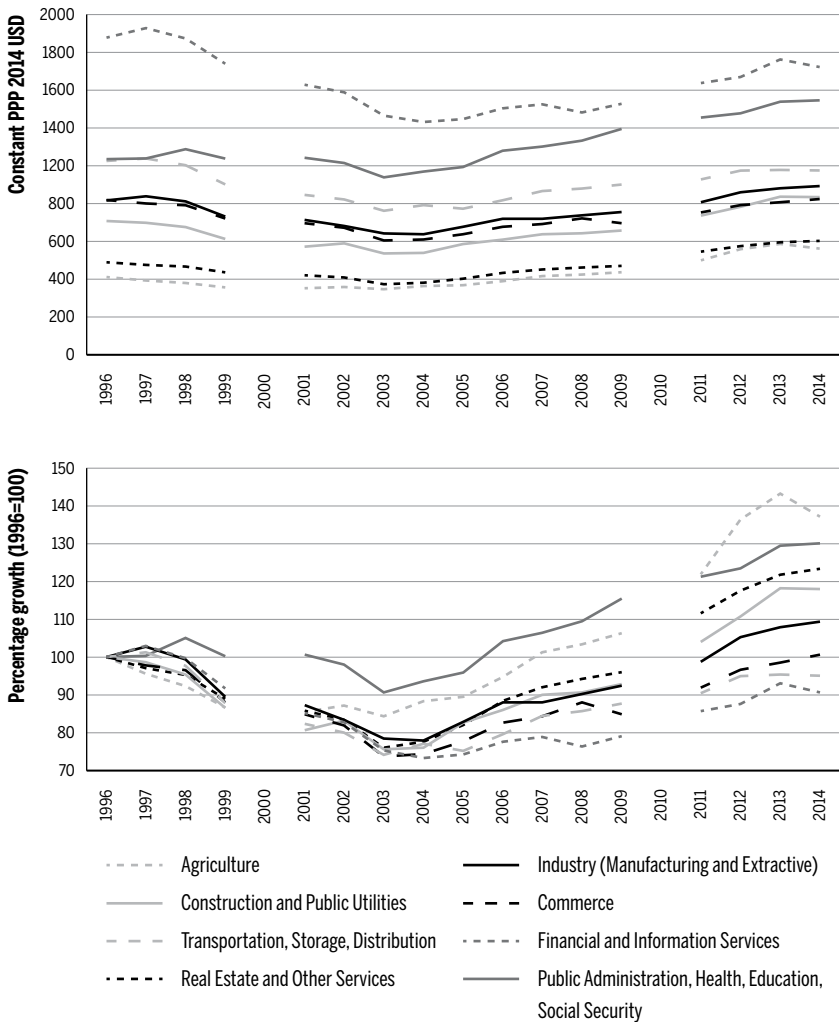 Constant PPP 2014 USD
2000
1800
1600
1400
1200
1000
800
600
400
200
0
1996 1997 1998 1999 2000 2001 2002 2003 2004 2005 2006 2007 2008 2009 2010 2011 2012 2013 2014
Percentage growth (1996=100)
150
140
130
120
110
100
90
80
70
1996 1997 1998 1999 2000 2001 2002 2003 2004 2005 2006 2007 2008 2009 2010 2011 2012 2013 2014
Agriculture
Industry (Manufacturing and Extractive)
Construction and Public Utilities
Commerce
Transportation, Storage, Distribution
Financial and Information Services
Real Estate and Other Services
Public Administration, Health, Education,
Social Security